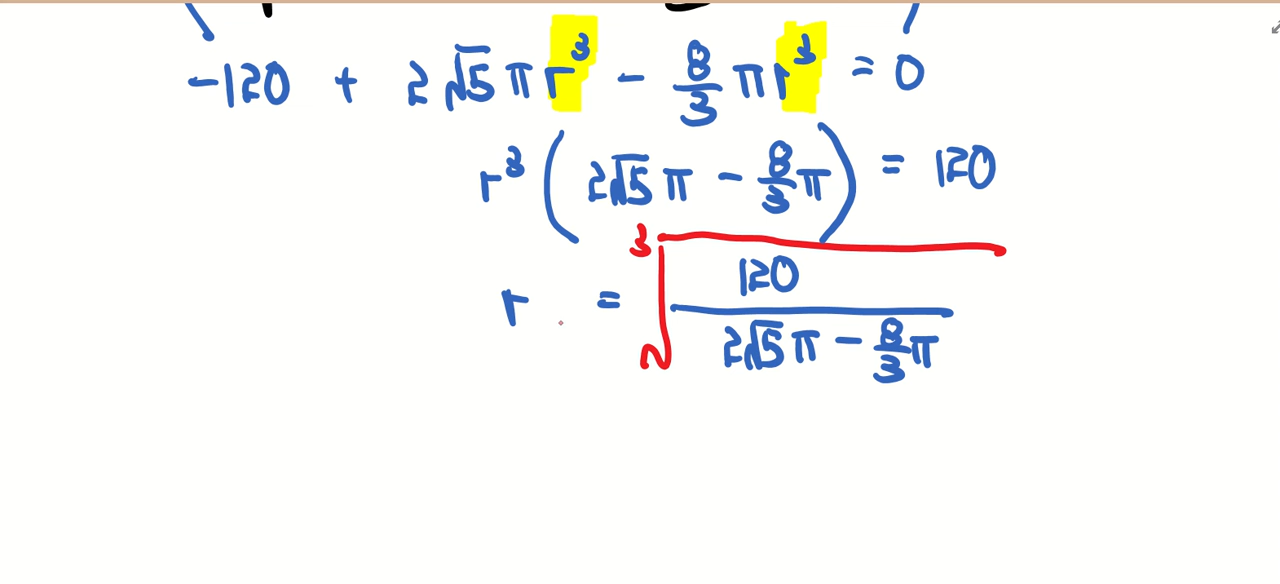 -120 + 2√5 π r³ - 8/3 π r³ = 0
r³ ( 2√5 π - 8/3 π ) = 120
r = ∛(120 / (2√5 π - 8/3 π))